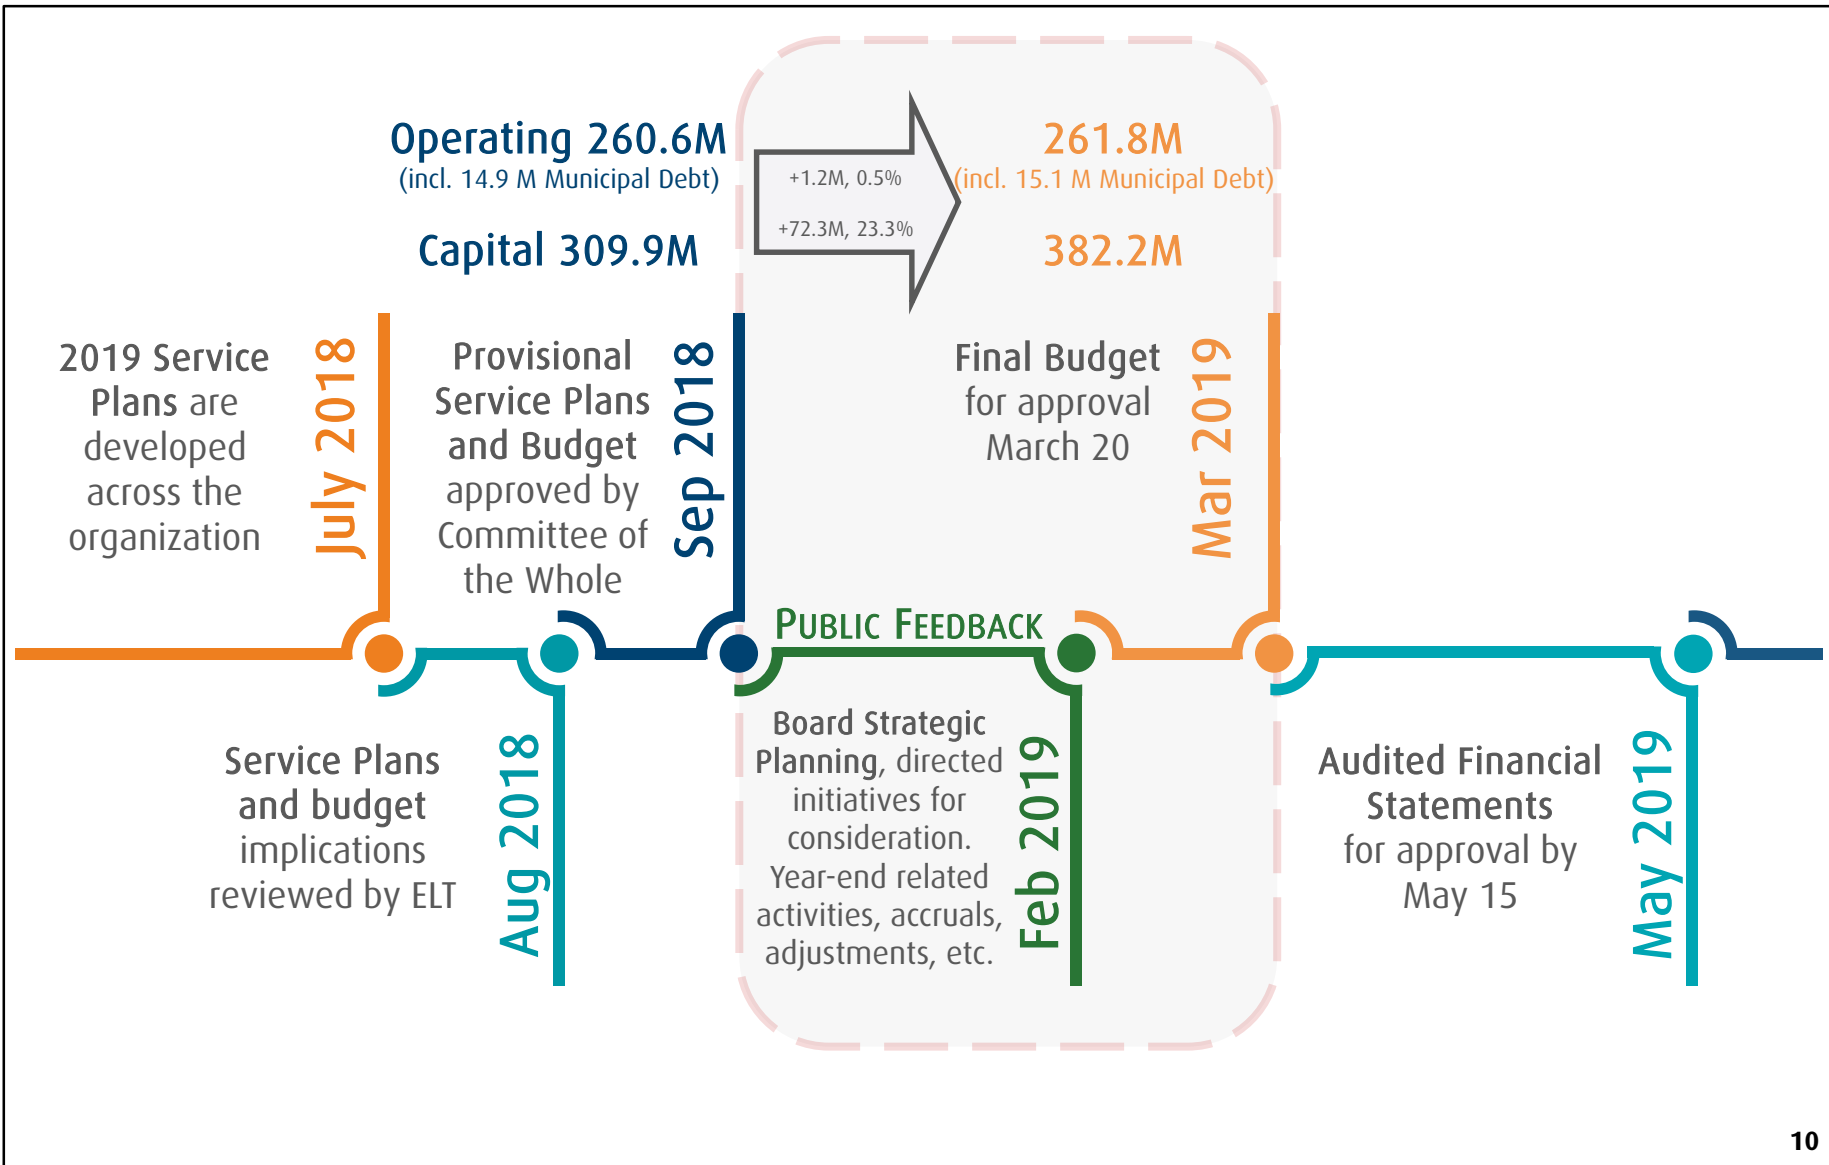 Operating 260.6M
(incl. 14.9 M Municipal Debt)
Capital 309.9M
+1.2M, 0.5%
+72.3M, 23.3%
261.8M
(incl. 15.1 M Municipal Debt)
382.2M
2019 Service
Plans are
developed
across the
organization
July 2018
Provisional
Service Plans
and Budget
approved by
Committee of
the Whole
Sep 2018
Final Budget
for approval
March 20
Mar 2019
PUBLIC FEEDBACK
Service Plans
and budget
implications
reviewed by ELT
Aug 2018
Board Strategic
Planning, directed
initiatives for
consideration.
Year-end related
activities, accruals,
adjustments, etc.
Feb 2019
Audited Financial
Statements
for approval by
May 15
May 2019
10